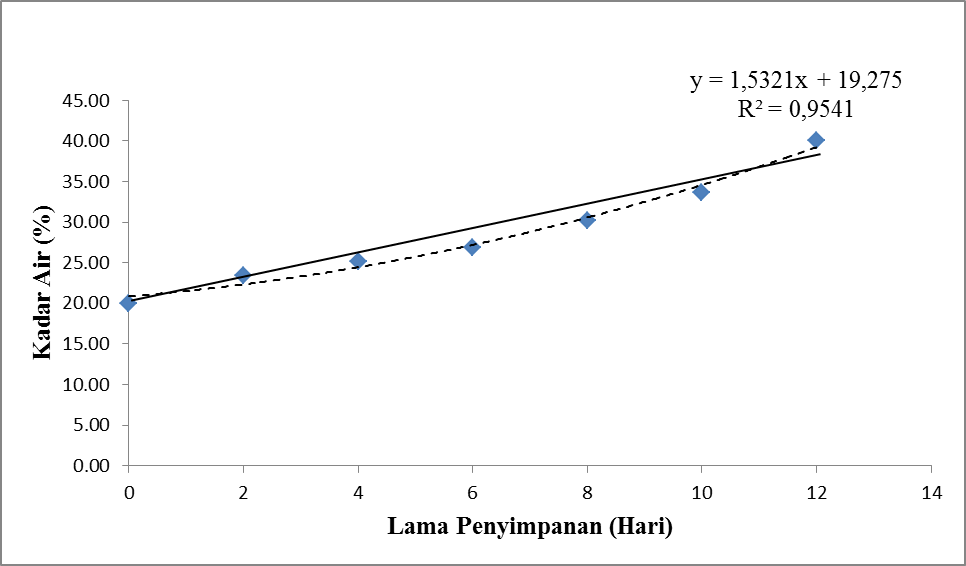 y = 1,5321x + 19,275
R² = 0,9541
45.00
40.00
35.00
30.00
25.00
20.00
15.00
10.00
5.00
0.00
Kadar Air (%)
0 2 4 6 8 10 12 14
Lama Penyimpanan (Hari)